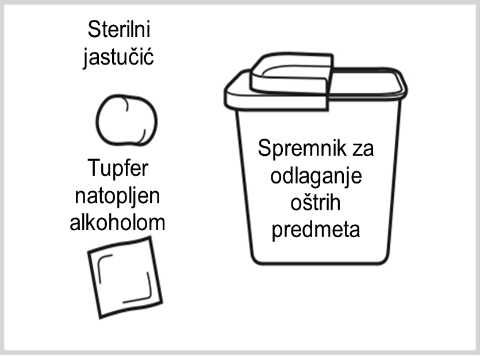 Sterilni
jastučić
Tupfer
natopljen
alkoholom
Spremnik za
odlaganje
oštrih
predmeta